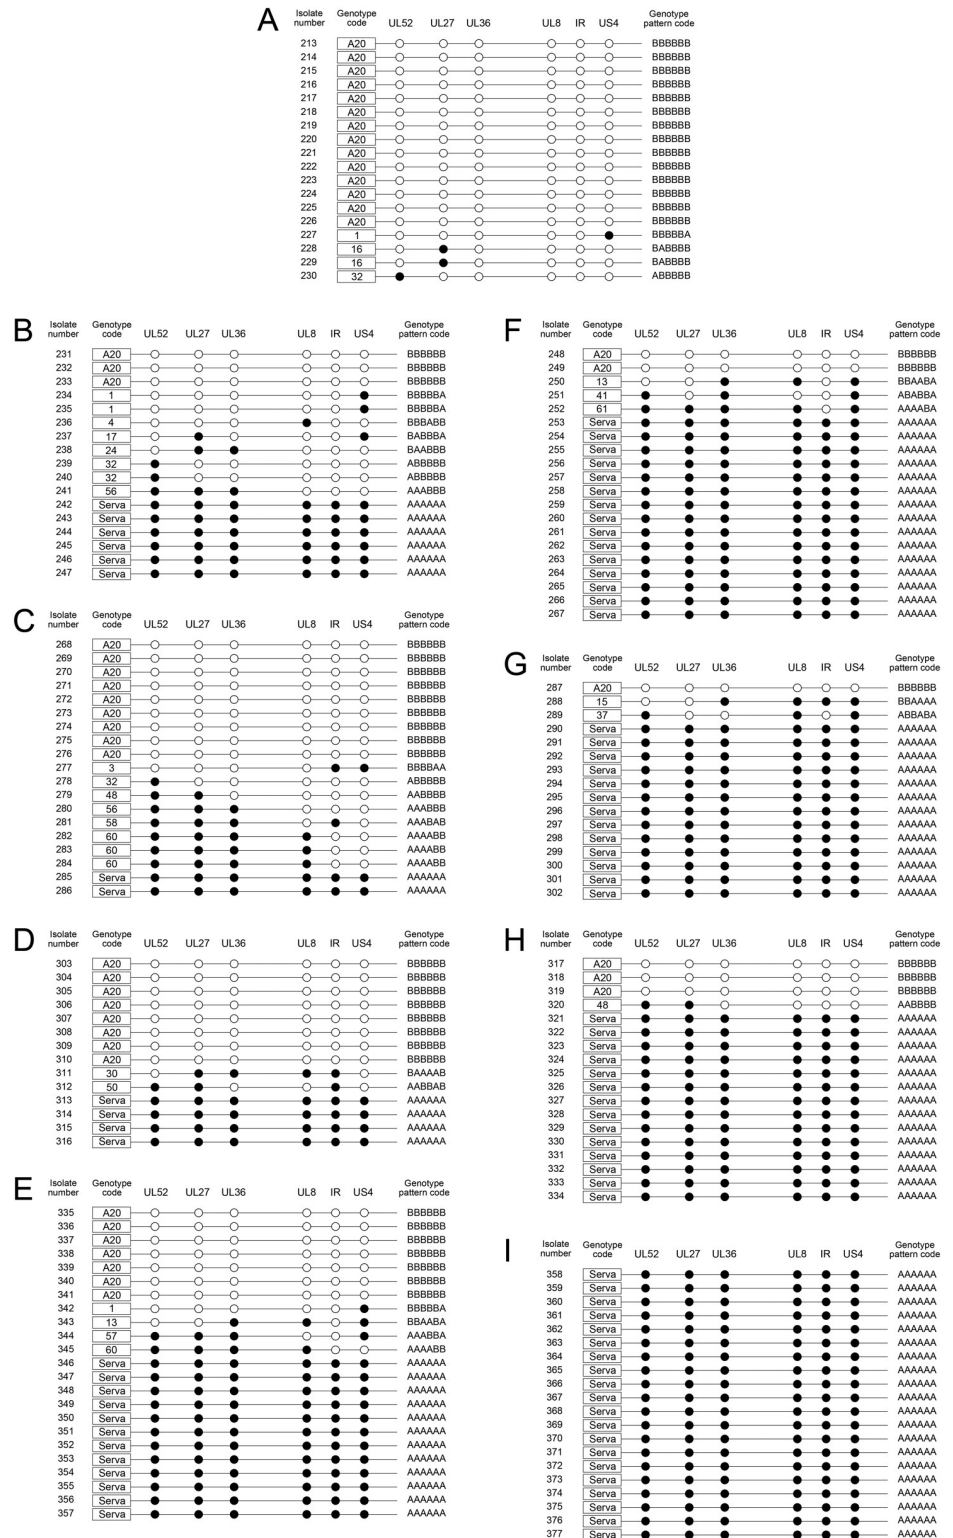 A
Isolate number Genotype code UL52 UL27 UL36 UL8 IR US4 Genotype pattern code
213 A20 BBBBBB
214 A20 BBBBBB
215 A20 BBBBBB
216 A20 BBBBBB
217 A20 BBBBBB
218 A20 BBBBBB
219 A20 BBBBBB
220 A20 BBBBBB
221 A20 BBBBBB
222 A20 BBBBBB
223 A20 BBBBBB
224 A20 BBBBBB
225 A20 BBBBBB
226 A20 BBBBBB
227 1 BBBBBA
228 16 BABBBB
229 16 BABBBB
230 32 ABBBBB
B
Isolate number Genotype code UL52 UL27 UL36 UL8 IR US4 Genotype pattern code
231 A20 BBBBBB
232 A20 BBBBBB
233 A20 BBBBBB
234 1 BBBBBA
235 1 BBBBBA
236 4 BBBABB
237 17 BABBBA
238 24 BAABBB
239 32 ABBBBB
240 32 ABBBBB
241 56 AAABBB
242 Serva AAAAAA
243 Serva AAAAAA
244 Serva AAAAAA
245 Serva AAAAAA
246 Serva AAAAAA
247 Serva AAAAAA
C
Isolate number Genotype code UL52 UL27 UL36 UL8 IR US4 Genotype pattern code
268 A20 BBBBBB
269 A20 BBBBBB
270 A20 BBBBBB
271 A20 BBBBBB
272 A20 BBBBBB
273 A20 BBBBBB
274 A20 BBBBBB
275 A20 BBBBBB
276 A20 BBBBBB
277 3 BBBBAA
278 32 ABBBBB
279 48 AABBBB
280 56 AAABBB
281 58 AAABAB
282 60 AAAABB
283 60 AAAABB
284 60 AAAABB
285 Serva AAAAAA
286 Serva AAAAAA
D
Isolate number Genotype code UL52 UL27 UL36 UL8 IR US4 Genotype pattern code
303 A20 BBBBBB
304 A20 BBBBBB
305 A20 BBBBBB
306 A20 BBBBBB
307 A20 BBBBBB
308 A20 BBBBBB
309 A20 BBBBBB
310 A20 BBBBBB
311 30 BAAAAB
312 50 AABBAB
313 Serva AAAAAA
314 Serva AAAAAA
315 Serva AAAAAA
316 Serva AAAAAA
E
Isolate number Genotype code UL52 UL27 UL36 UL8 IR US4 Genotype pattern code
335 A20 BBBBBB
336 A20 BBBBBB
337 A20 BBBBBB
338 A20 BBBBBB
339 A20 BBBBBB
340 A20 BBBBBB
341 A20 BBBBBB
342 1 BBBBBA
343 13 BBAABA
344 57 AAABBA
345 60 AAAABB
346 Serva AAAAAA
347 Serva AAAAAA
348 Serva AAAAAA
349 Serva AAAAAA
350 Serva AAAAAA
351 Serva AAAAAA
352 Serva AAAAAA
353 Serva AAAAAA
354 Serva AAAAAA
355 Serva AAAAAA
356 Serva AAAAAA
357 Serva AAAAAA
F
Isolate number Genotype code UL52 UL27 UL36 UL8 IR US4 Genotype pattern code
248 A20 BBBBBB
249 A20 BBBBBB
250 13 BBAABA
251 41 ABABBA
252 61 AAAABA
253 Serva AAAAAA
254 Serva AAAAAA
255 Serva AAAAAA
256 Serva AAAAAA
257 Serva AAAAAA
258 Serva AAAAAA
259 Serva AAAAAA
260 Serva AAAAAA
261 Serva AAAAAA
262 Serva AAAAAA
263 Serva AAAAAA
264 Serva AAAAAA
265 Serva AAAAAA
266 Serva AAAAAA
267 Serva AAAAAA
G
Isolate number Genotype code UL52 UL27 UL36 UL8 IR US4 Genotype pattern code
287 A20 BBBBBB
288 15 BBAAAA
289 37 ABBABA
290 Serva AAAAAA
291 Serva AAAAAA
292 Serva AAAAAA
293 Serva AAAAAA
294 Serva AAAAAA
295 Serva AAAAAA
296 Serva AAAAAA
297 Serva AAAAAA
298 Serva AAAAAA
299 Serva AAAAAA
300 Serva AAAAAA
301 Serva AAAAAA
302 Serva AAAAAA
H
Isolate number Genotype code UL52 UL27 UL36 UL8 IR US4 Genotype pattern code
317 A20 BBBBBB
318 A20 BBBBBB
319 A20 BBBBBB
320 48 AABBBB
321 Serva AAAAAA
322 Serva AAAAAA
323 Serva AAAAAA
324 Serva AAAAAA
325 Serva AAAAAA
326 Serva AAAAAA
327 Serva AAAAAA
328 Serva AAAAAA
329 Serva AAAAAA
330 Serva AAAAAA
331 Serva AAAAAA
332 Serva AAAAAA
333 Serva AAAAAA
334 Serva AAAAAA
I
Isolate number Genotype code UL52 UL27 UL36 UL8 IR US4 Genotype pattern code
358 Serva AAAAAA
359 Serva AAAAAA
360 Serva AAAAAA
361 Serva AAAAAA
362 Serva AAAAAA
363 Serva AAAAAA
364 Serva AAAAAA
365 Serva AAAAAA
366 Serva AAAAAA
367 Serva AAAAAA
368 Serva AAAAAA
369 Serva AAAAAA
370 Serva AAAAAA
371 Serva AAAAAA
372 Serva AAAAAA
373 Serva AAAAAA
374 Serva AAAAAA
375 Serva AAAAAA
376 Serva AAAAAA
377 Serva AAAAAA